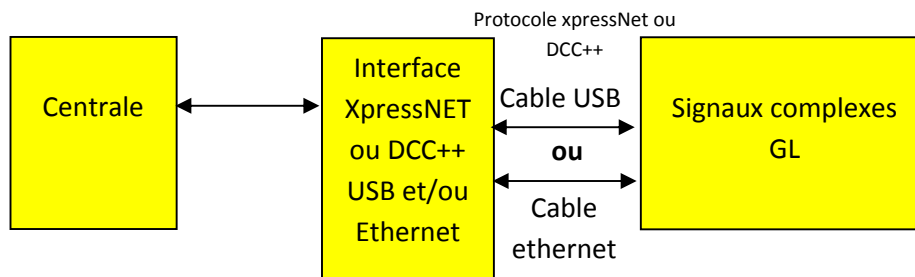 Protocole xpressNet ou
DCC++
Centrale
Interface
XpressNET
ou DCC++
USB et/ou
Ethernet
Cable USB
ou
Cable
ethernet
Signaux complexes
GL